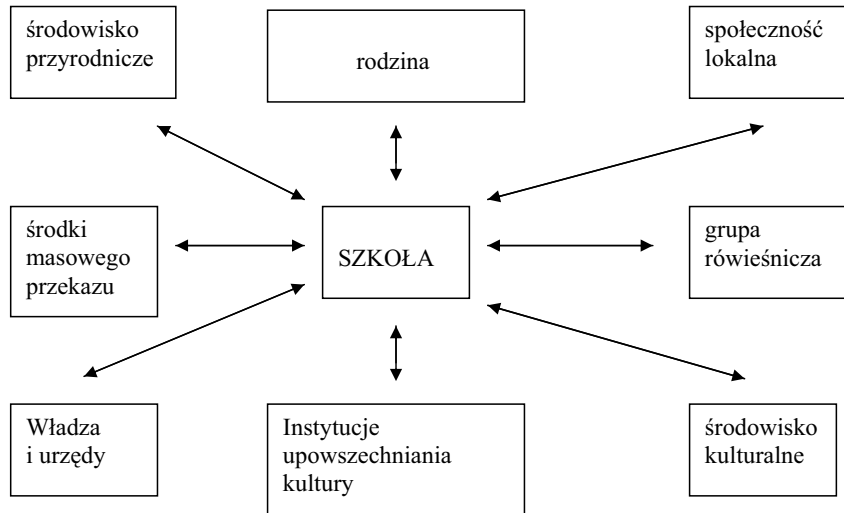 środowisko
przyrodnicze
rodzina
społeczność
lokalna
środki
masowego
przekazu
SZKOŁA
grupa
rówieśnicza
Władza
i urzędy
Instytucje
upowszechniania
kultury
środowisko
kulturalne